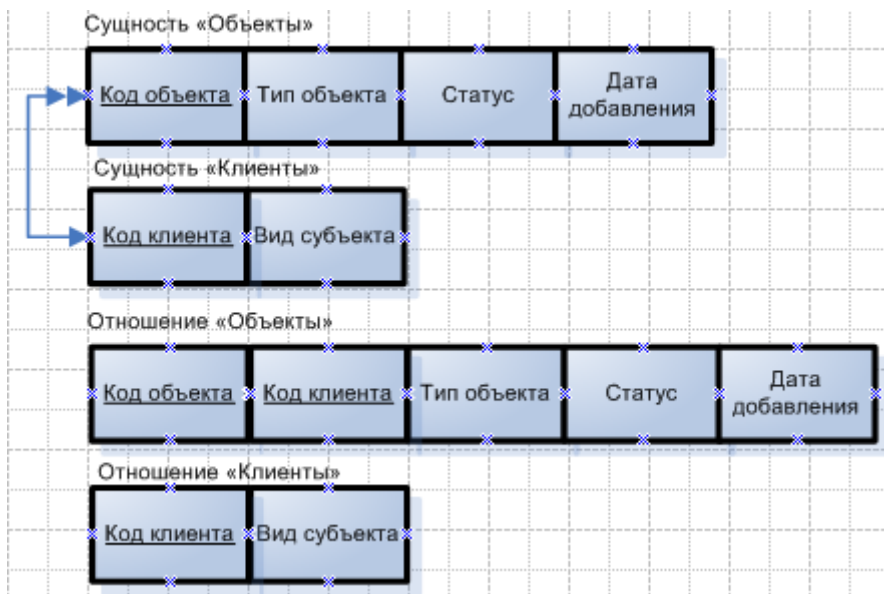 Сущность «Объекты»
Код объекта Тип объекта Статус Дата добавления
Сущность «Клиенты»
Код клиента Вид субъекта
Отношение «Объекты»
Код объекта Код клиента Тип объекта Статус Дата добавления
Отношение «Клиенты»
Код клиента Вид субъекта